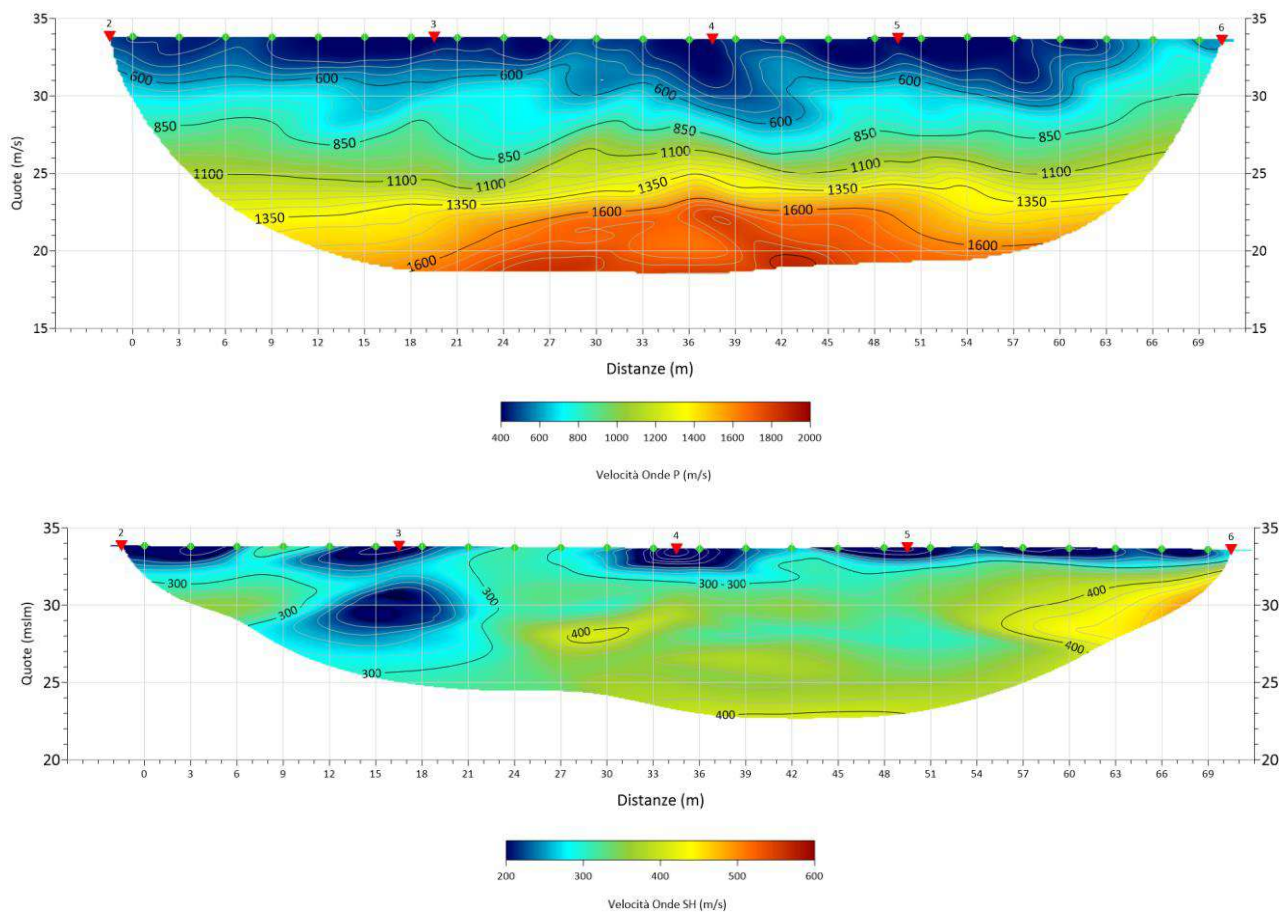 35 2 3 4 5 6 35
600 600 600 600
30 30
850 850 850 850 850
1100 1100 1100 1100 1100
25 25
1350 1350 1350 1350
1600 1600 1600 1600
20 20
15 15
Quote (m/s)
0 3 6 9 12 15 18 21 24 27 30 33 36 39 42 45 48 51 54 57 60 63 66 69
Distanze (m)
400 600 800 1000 1200 1400 1600 1800 2000
Velocità Onde P (m/s)
35 2 3 4 5 6 35
300 300 - 300 400
30 300 300 30
400 400
300
25 25
400
20 20
Quote (mslm)
0 3 6 9 12 15 18 21 24 27 30 33 36 39 42 45 48 51 54 57 60 63 66 69
Distanze (m)
200 300 400 500 600
Velocità Onde SH (m/s)